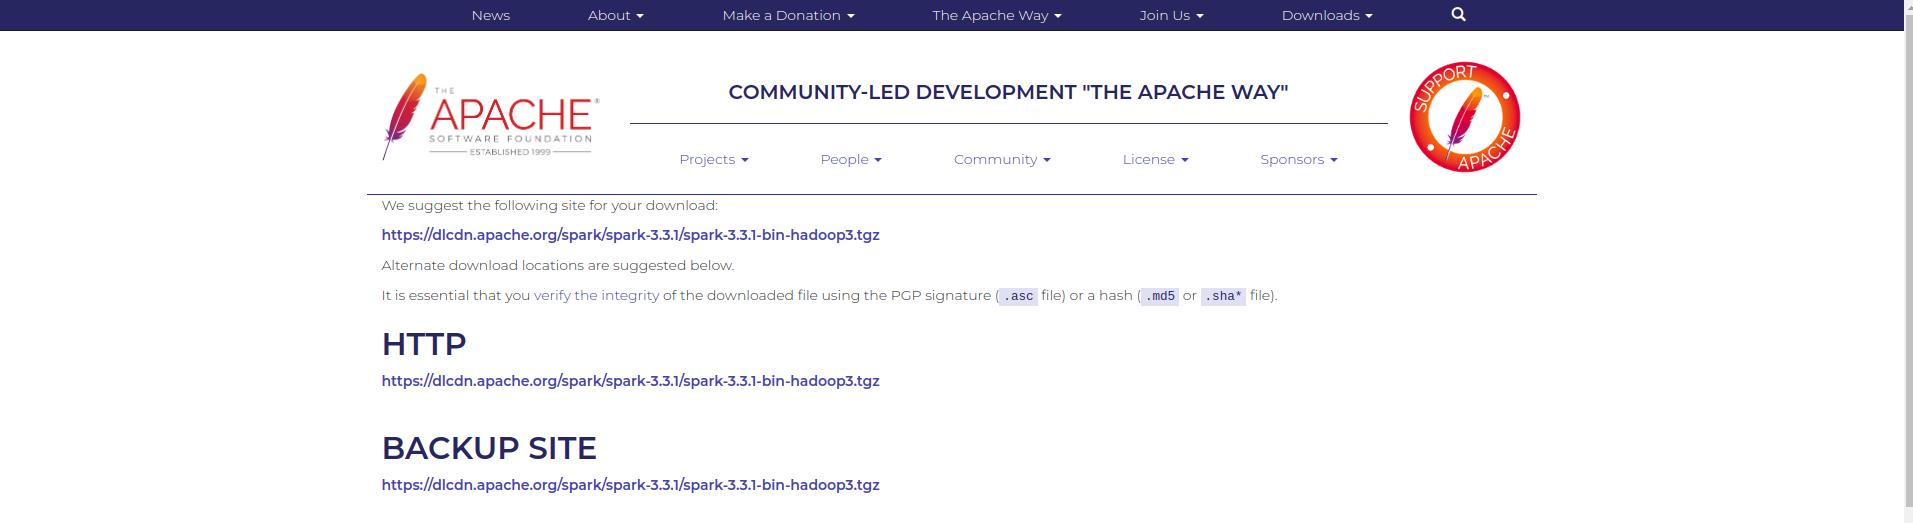 News About Make a Donation The Apache Way Join Us Downloads
THE
APACHE®
SOFTWARE FOUNDATION
ESTABLISHED 1999
COMMUNITY-LED DEVELOPMENT "THE APACHE WAY"
Projects People Community License Sponsors
SUPPORT
APACHE
We suggest the following site for your download:
https://dlcdn.apache.org/spark/spark-3.3.1/spark-3.3.1-bin-hadoop3.tgz
Alternate download locations are suggested below.
It is essential that you verify the integrity of the downloaded file using the PGP signature (.asc file) or a hash (.md5 or .sha* file).
HTTP
https://dlcdn.apache.org/spark/spark-3.3.1/spark-3.3.1-bin-hadoop3.tgz
BACKUP SITE
https://dlcdn.apache.org/spark/spark-3.3.1/spark-3.3.1-bin-hadoop3.tgz